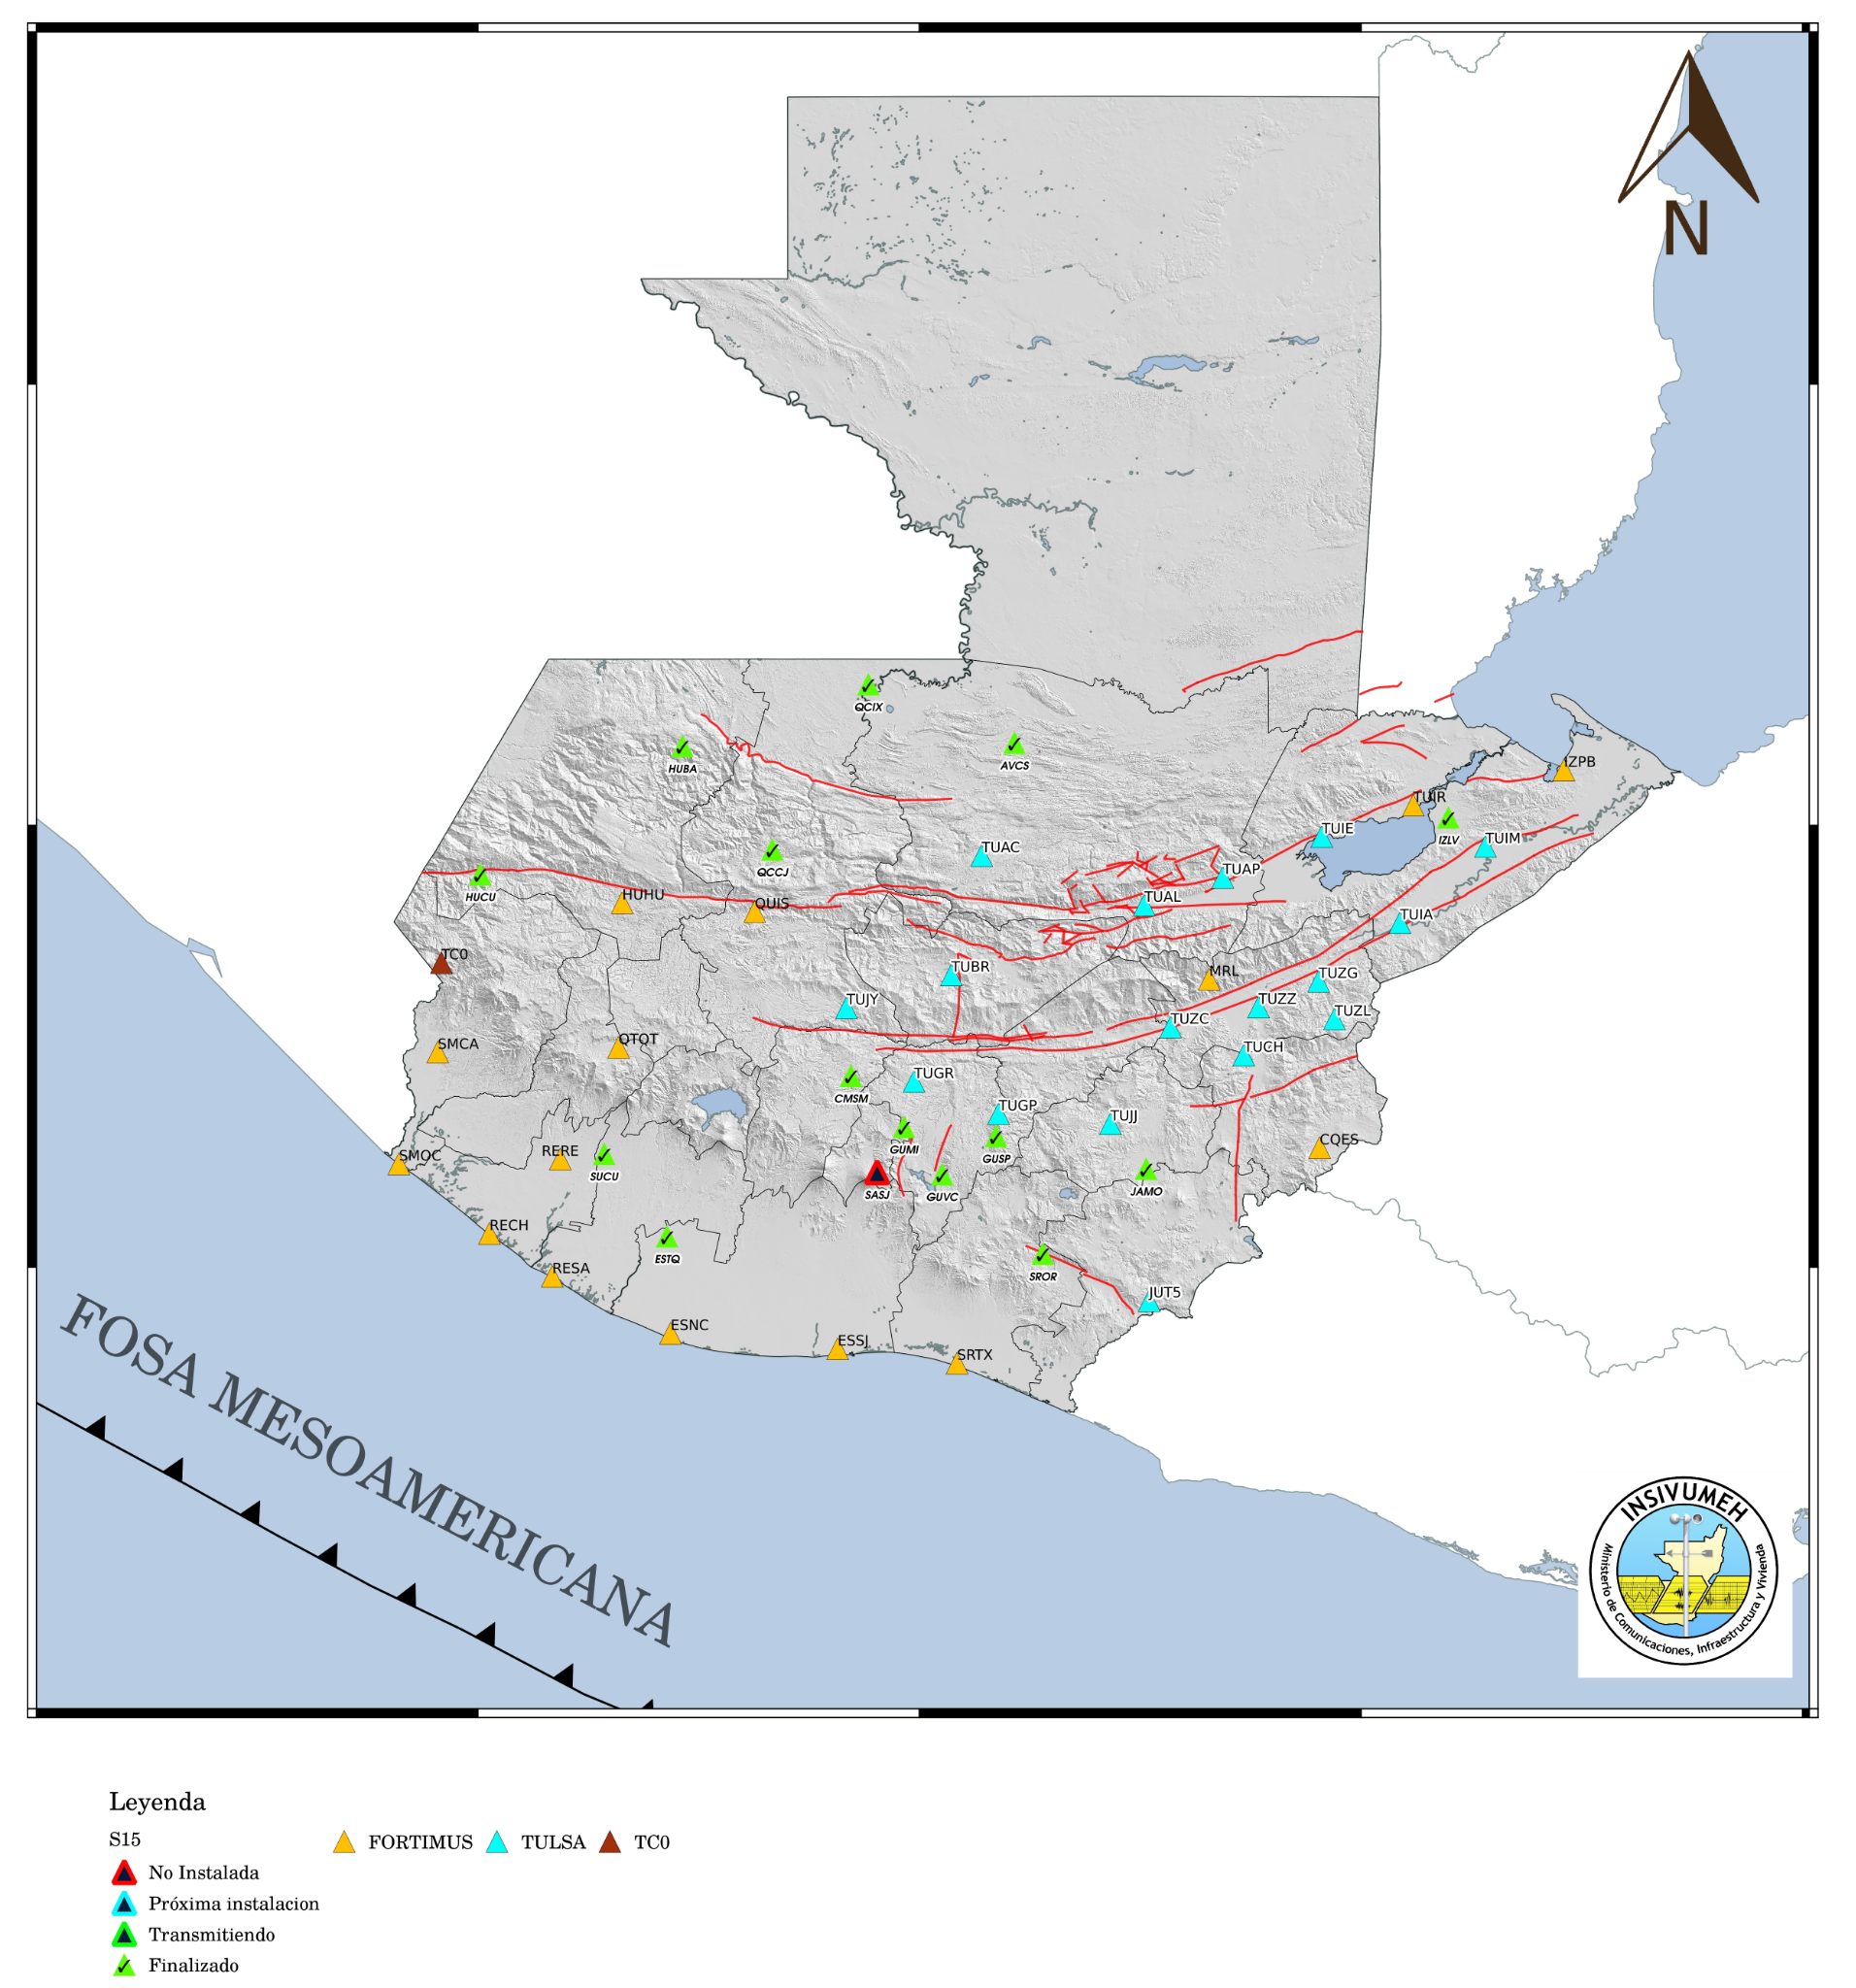 N
QCIX
HUBA
AVCS
IZPB
TUIR
IZLV
TUIE
TUIM
TUAC
QCCJ
TUAP
HUCU
HUHU
QUIS
TUAL
TUIA
TC0
TUBR
MRL
TUZG
TUJY
TUZZ
TUZL
TUZC
SMCA
QTQT
TUCH
TUGR
CMSM
TUGP
TUJJ
GUMI
GUSP
CQES
SMOC
RERE
SUCU
SASJ
GUVC
JAMO
RECH
ESTQ
RESA
SROR
JUT5
ESNC
ESSJ
SRTX
FOSA MESOAMERICANA
INSIVUMEH
Ministerio de Comunicaciones, Infraestructura y Vivienda
Leyenda
S15
FORTIMUS
TULSA
TC0
No Instalada
Próxima instalacion
Transmitiendo
Finalizado